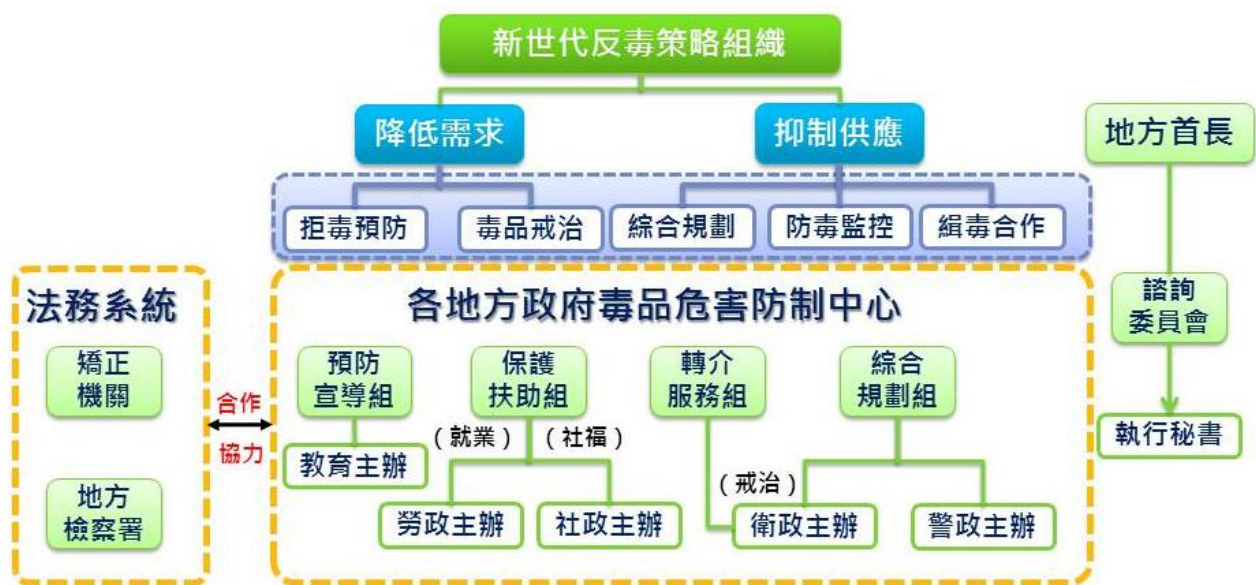 新世代反毒策略組織
降低需求
抑制供應
地方首長
拒毒預防
毒品戒治
綜合規劃
防毒監控
緝毒合作
法務系統
各地方政府毒品危害防制中心
諮詢
委員會
矯正
機關
預防
宣導組
保護
扶助組
轉介
服務組
綜合
規劃組
合作
協力
執行秘書
教育主辦
（就業）
（社福）
（戒治）
地方
檢察署
勞政主辦
社政主辦
衛政主辦
警政主辦